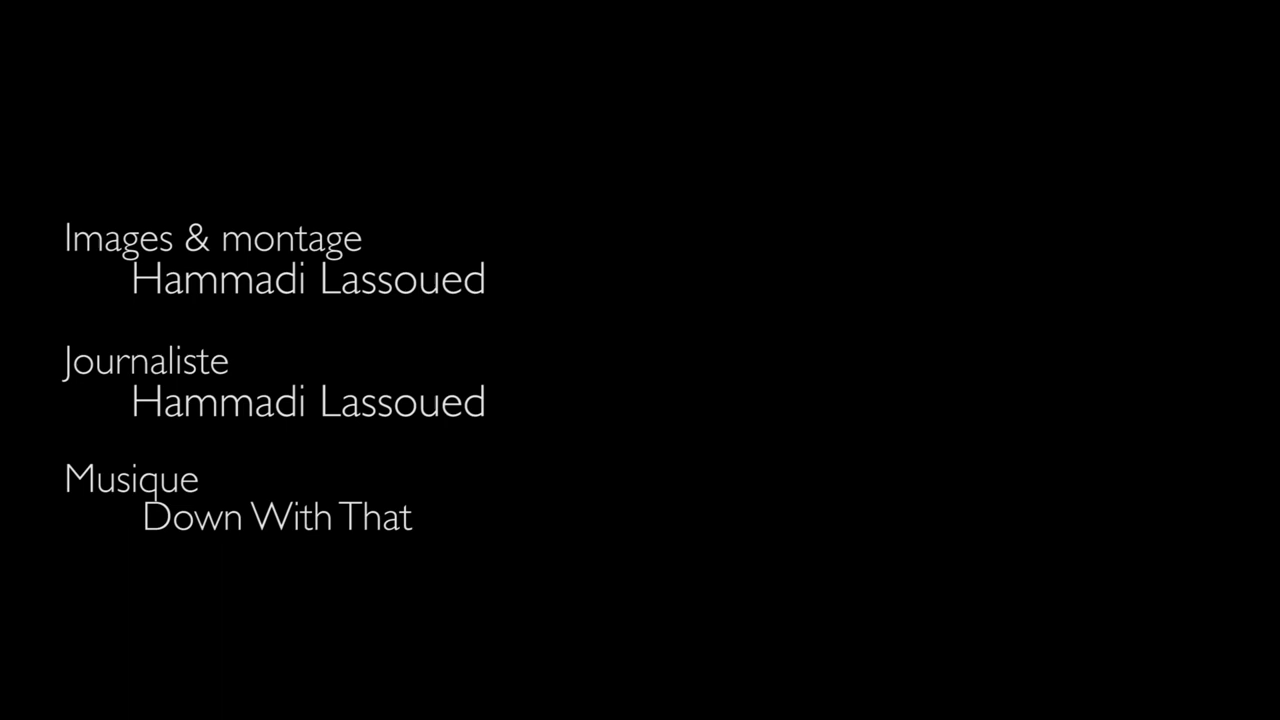 Images & montage
Hammadi Lassoued
Journaliste
Hammadi Lassoued
Musique
Down With That